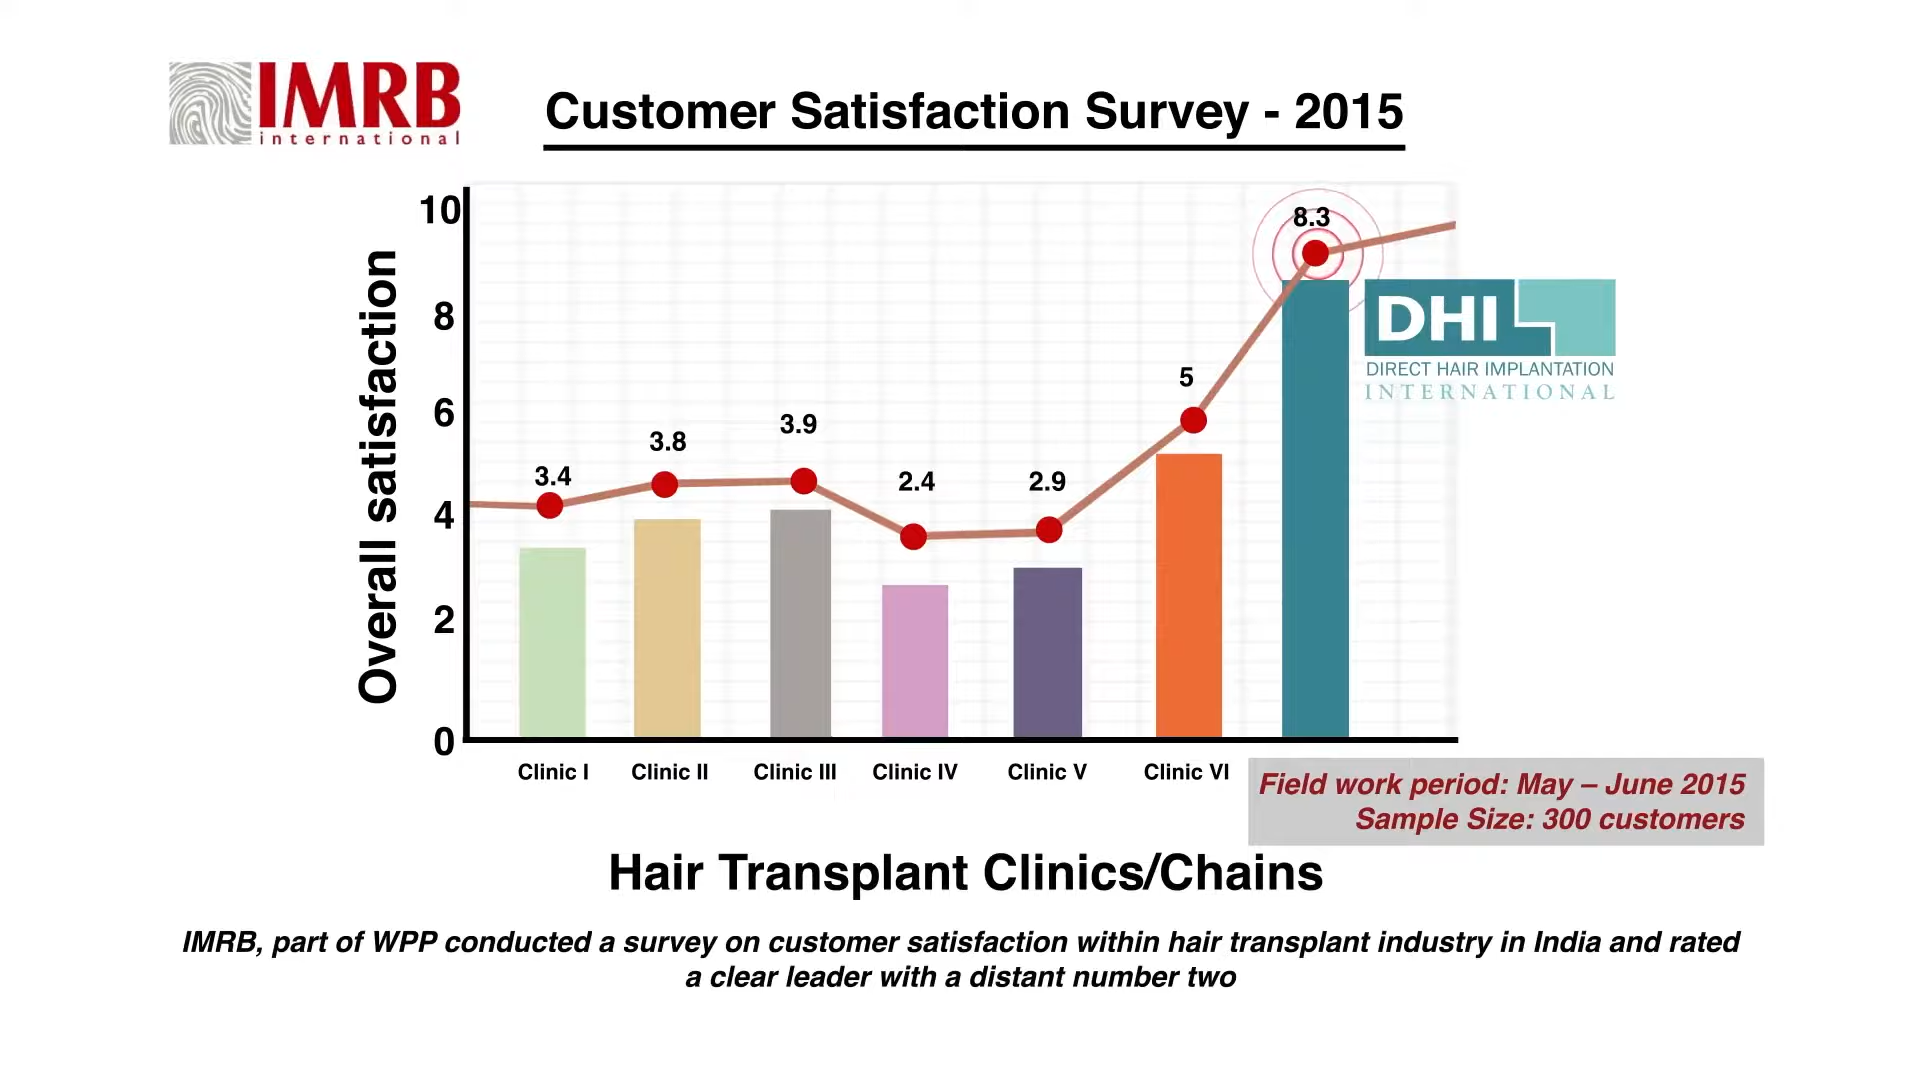 IMRB
international
Customer Satisfaction Survey - 2015
Overall satisfaction
10
8
6
4
2
0
3.4
3.8
3.9
2.4
2.9
5
8.3
DHI
DIRECT HAIR IMPLANTATION
INTERNATIONAL
Clinic I
Clinic II
Clinic III
Clinic IV
Clinic V
Clinic VI
Field work period: May – June 2015
Sample Size: 300 customers
Hair Transplant Clinics/Chains
IMRB, part of WPP conducted a survey on customer satisfaction within hair transplant industry in India and rated
a clear leader with a distant number two